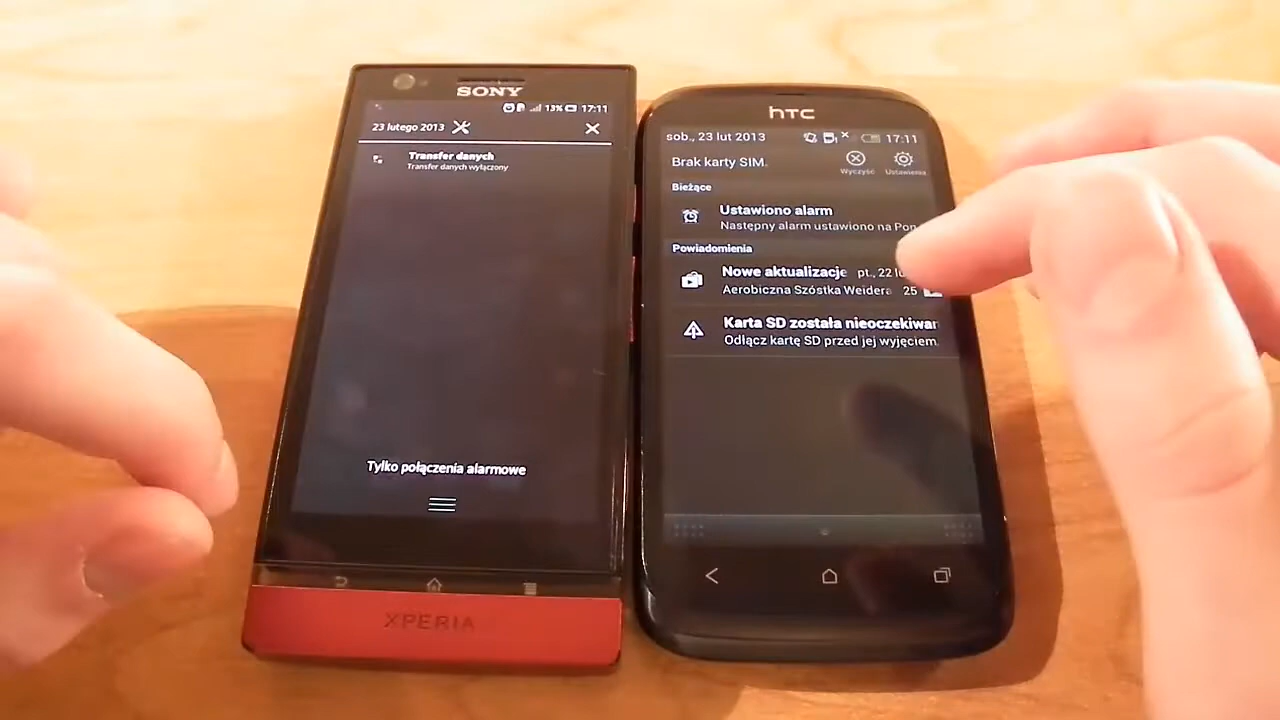 SONY
13% 17:11
23 lutego 2013
Transfer danych
Transfer danych wyłączony
Tylko połączenia alarmowe
XPERIA
hTC
sob., 23 lut 2013 17:11
Brak karty SIM.
Wyczyść Ustawienia
Bieżące
Ustawiono alarm
Następny alarm ustawiono na Pon
Powiadomienia
Nowe aktualizacje pt., 22 lu
Aerobiczna Szóstka Weidera 25
Karta SD została nieoczekiwan
Odłącz kartę SD przed jej wyjęciem.